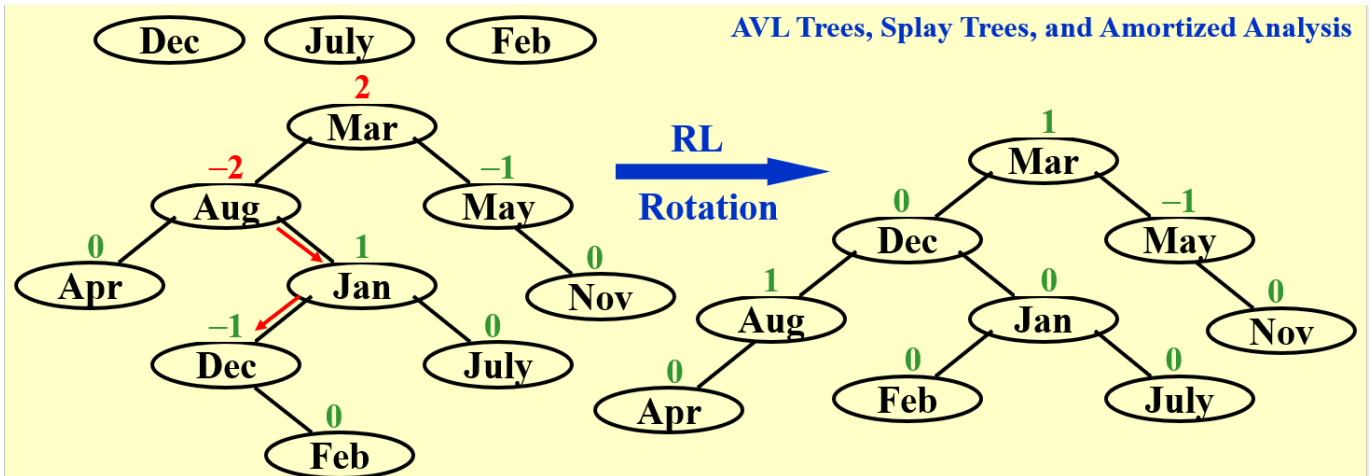 Dec July Feb
AVL Trees, Splay Trees, and Amortized Analysis
2
Mar
–2 –1
Aug May
0 1 0
Apr Jan Nov
–1 0
Dec July
0
Feb
RL
Rotation
1
Mar
0 –1
Dec May
1 0 0
Aug Jan Nov
0 0 0
Apr Feb July